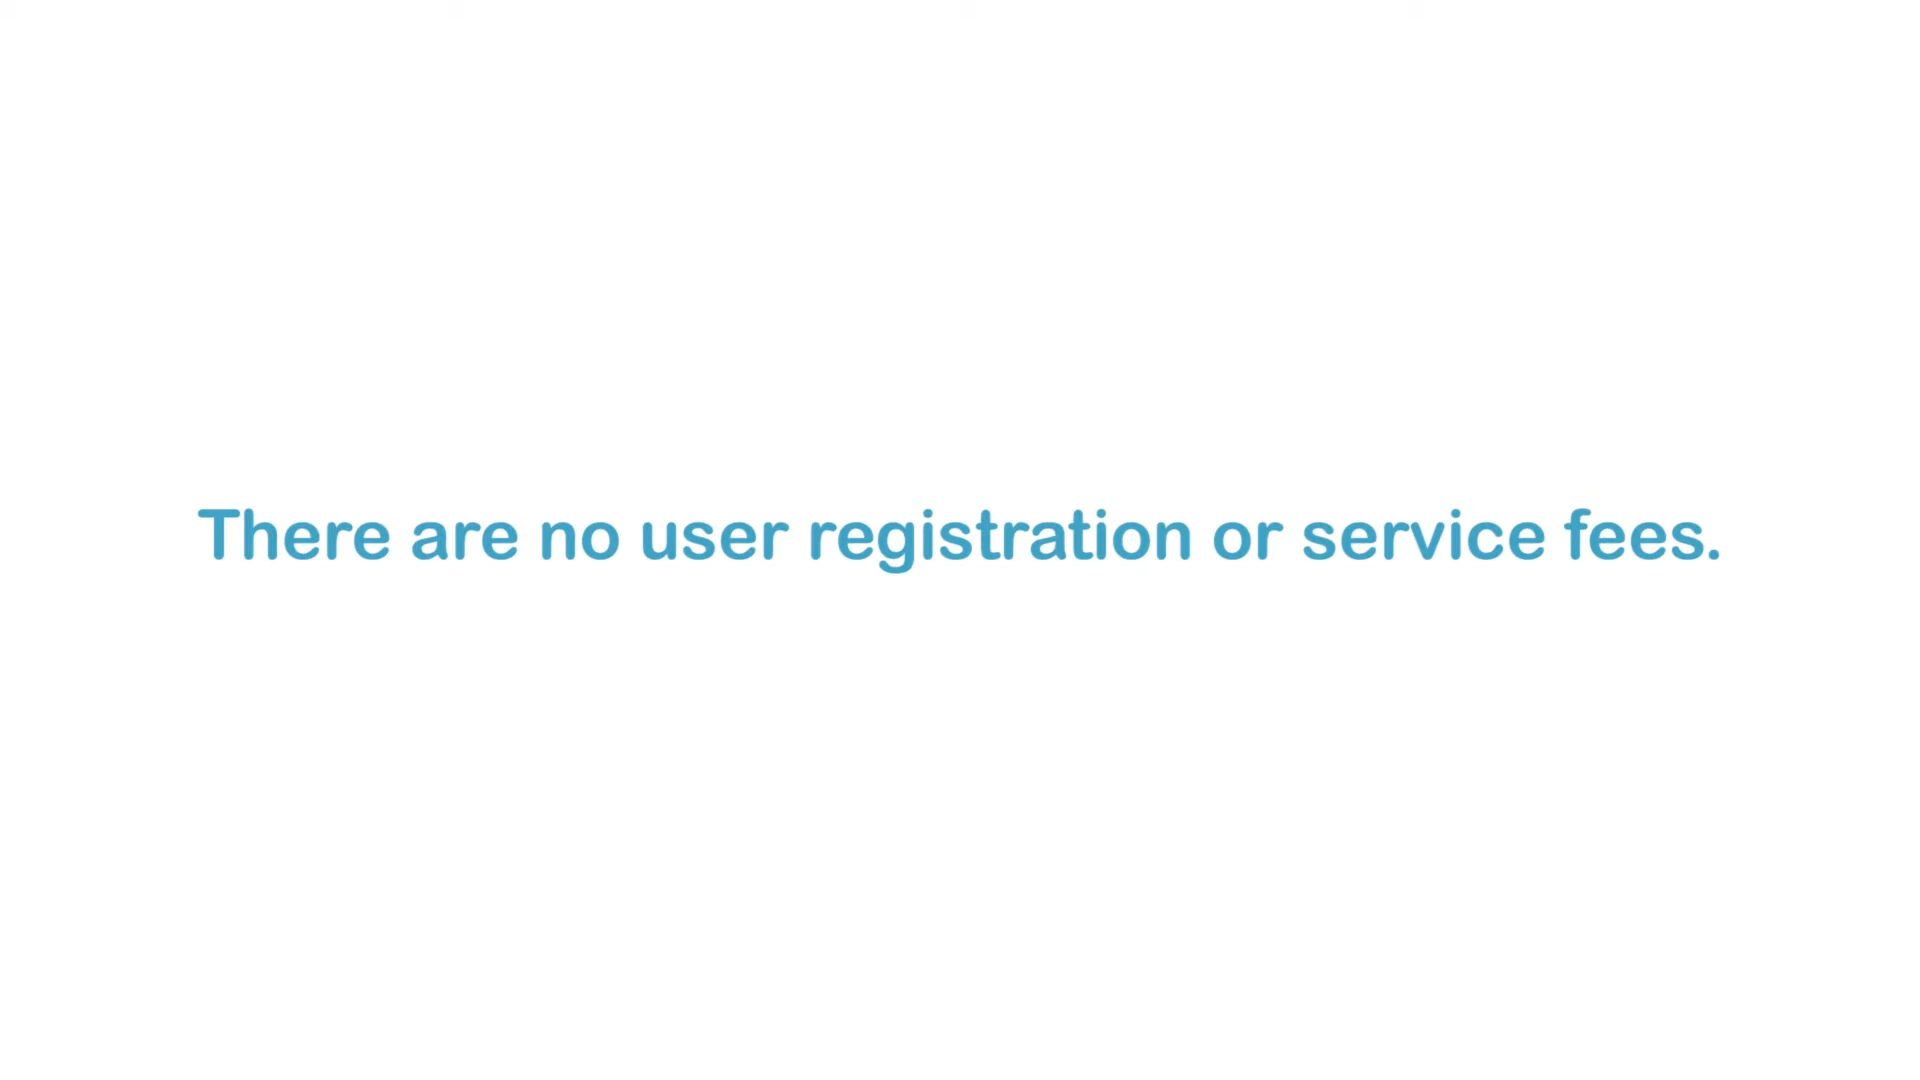 There are no user registration or service fees.